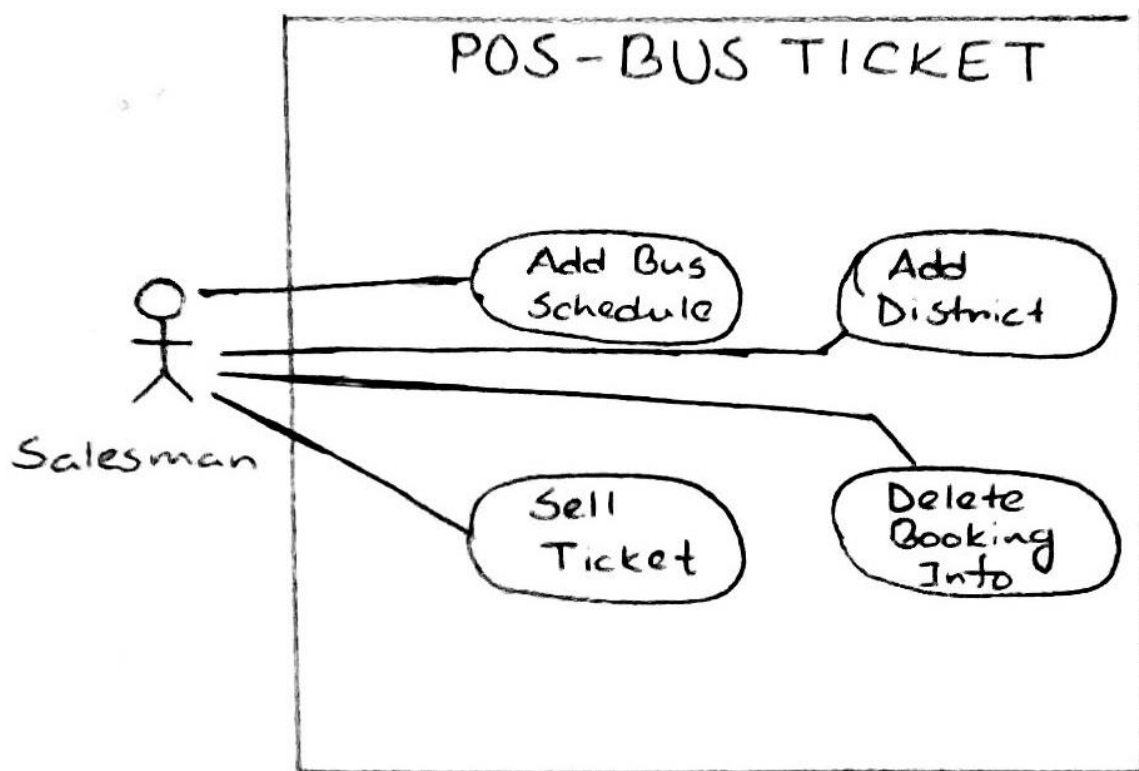 POS-BUS TICKET
Add Bus
Schedule
Add
District
Salesman
Sell
Ticket
Delete
Booking
Info